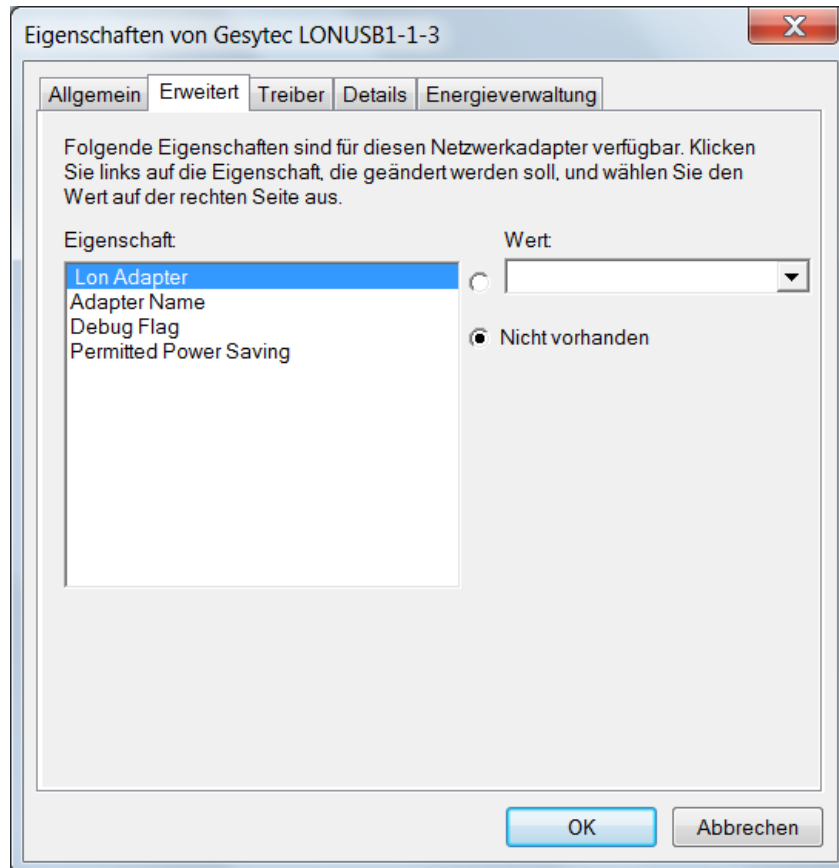 Eigenschaften von Gesytec LONUSB1-1-3
Allgemein Erweitert Treiber Details Energieverwaltung
Folgende Eigenschaften sind für diesen Netzwerkadapter verfügbar. Klicken
Sie links auf die Eigenschaft, die geändert werden soll, und wählen Sie den
Wert auf der rechten Seite aus.
Eigenschaft:
Wert:
Lon Adapter
Adapter Name
Debug Flag
Permitted Power Saving
Nicht vorhanden
OK Abbrechen